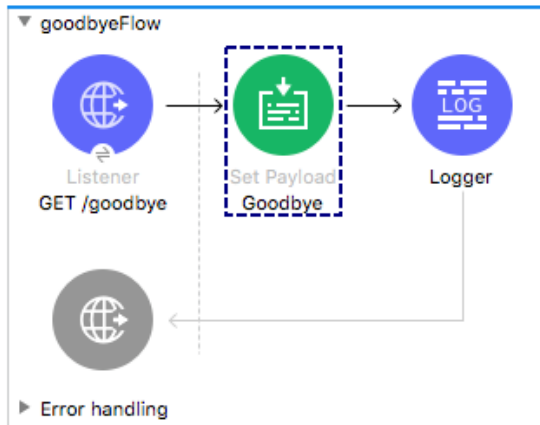 goodbyeFlow
Listener
GET /goodbye
Set Payload
Goodbye
LOG
Logger
Error handling